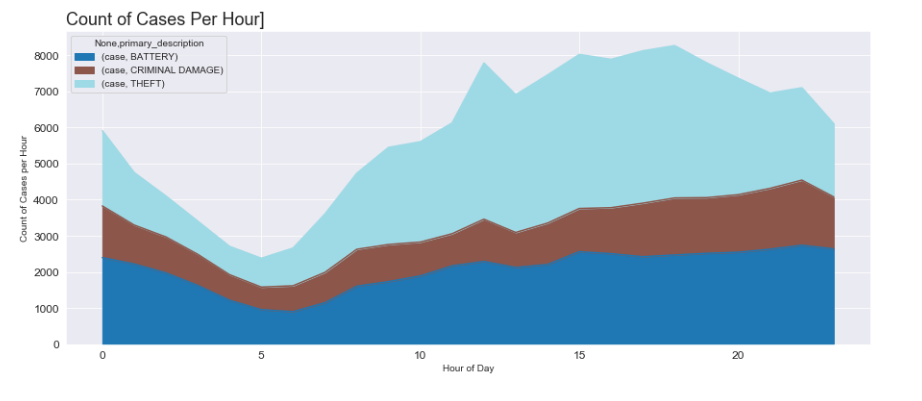 Count of Cases Per Hour]
None,primary_description
(case, BATTERY)
(case, CRIMINAL DAMAGE)
(case, THEFT)
8000
7000
6000
5000
4000
3000
2000
1000
0
Count of Cases per Hour
0 5 10 15 20
Hour of Day